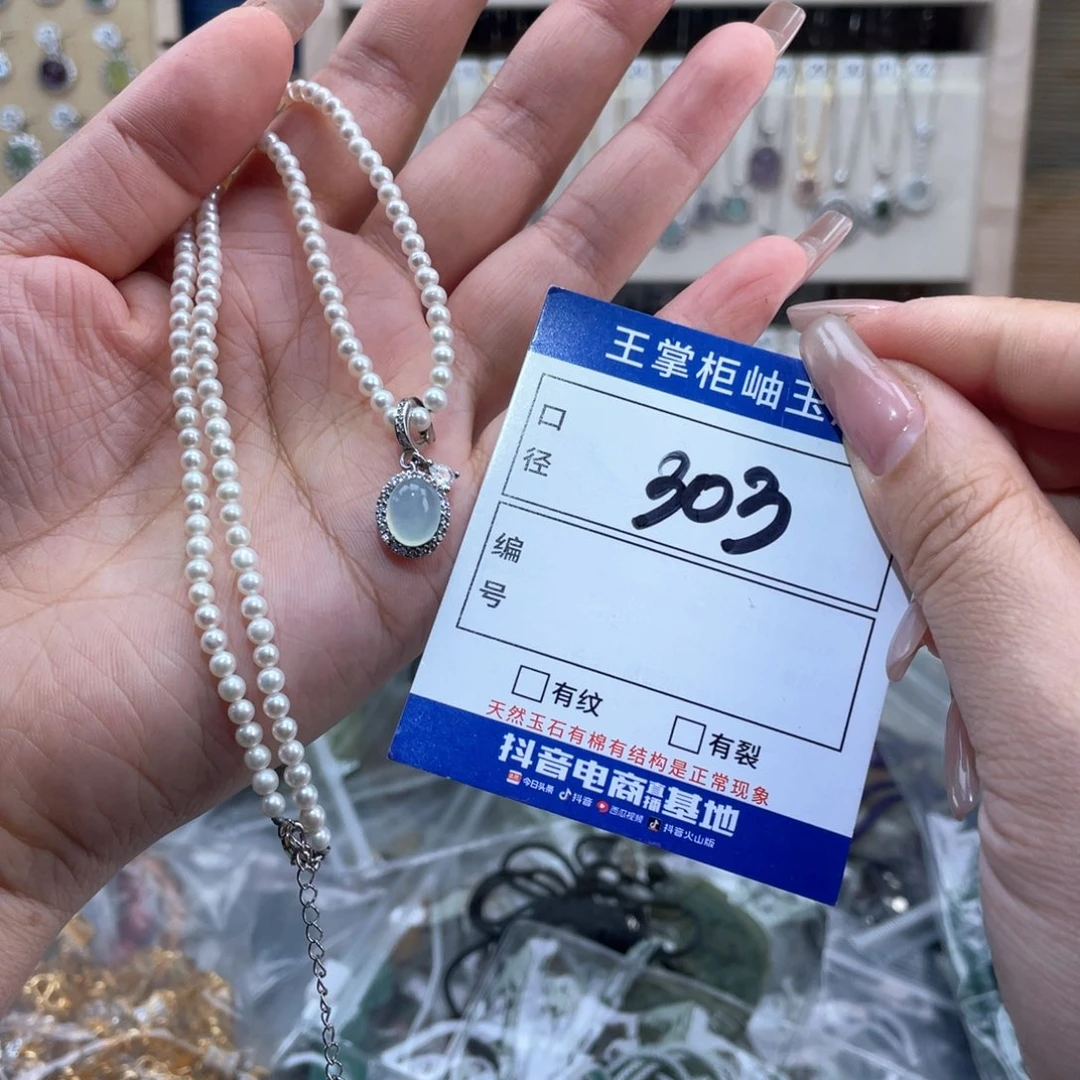 王掌柜岫玉
口径
303
编号
有纹
有裂
天然玉石有棉有结构是正常现象
抖音电商直播基地
今日头条 抖音 西瓜视频 抖音火山版